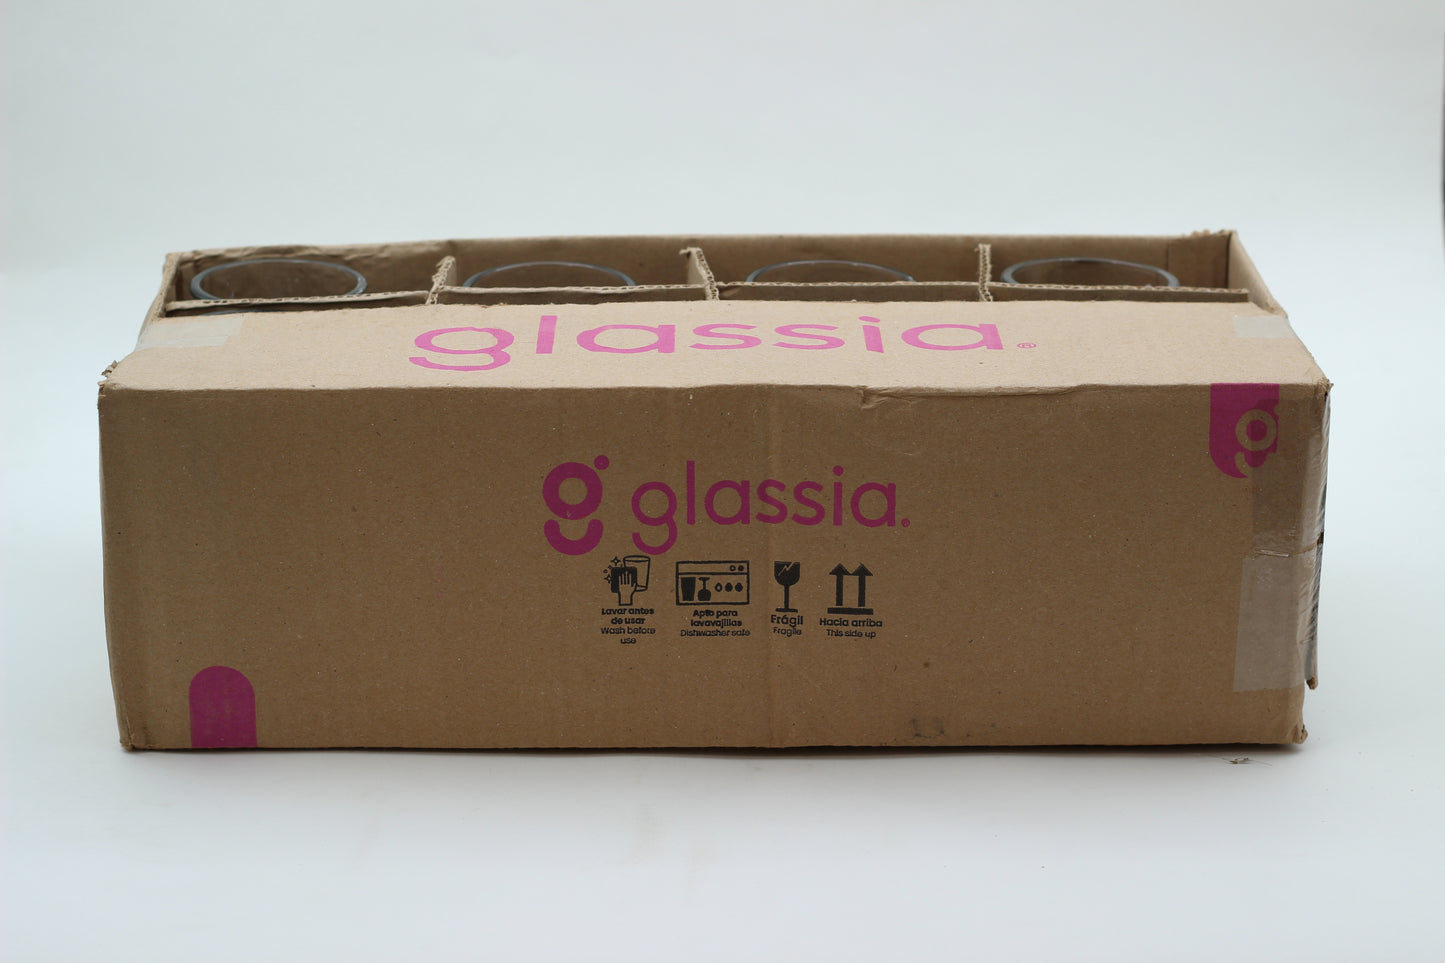 glassia®
g glassia®
Lavar antes
de usar
Wash before
use
Apto para
lavavajillas
Dishwasher safe
Frágil
Fragile
Hacia arriba
This side up